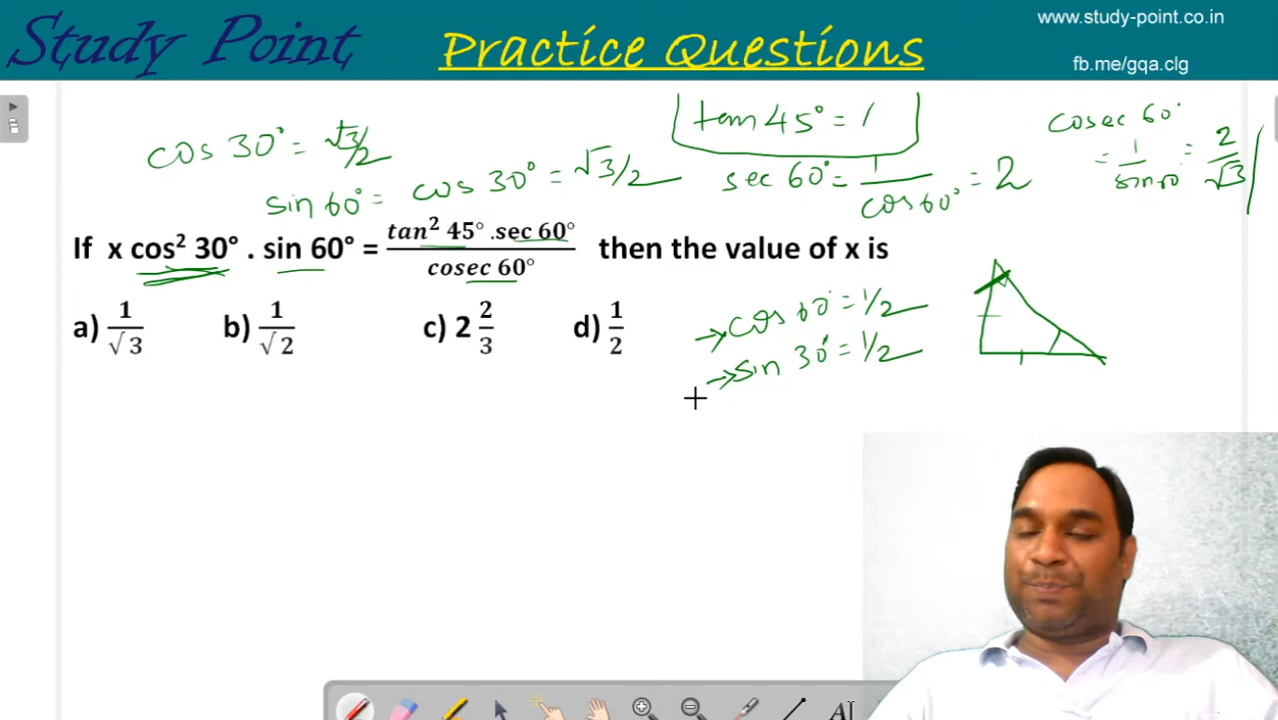 Study Point
Practice Questions
www.study-point.co.in
fb.me/gqa.clg
cos 30° = √3/2
tan 45° = 1
cosec 60°
= 1/sin 60° = 2/√3
sin 60° = cos 30° = √3/2
sec 60° = 1/cos 60° = 2
If x cos² 30° . sin 60° = tan² 45° .sec 60° / cosec 60° then the value of x is
a) 1/√3 b) 1/√2 c) 2 2/3 d) 1/2
→ cos 60° = 1/2
→ sin 30° = 1/2
A